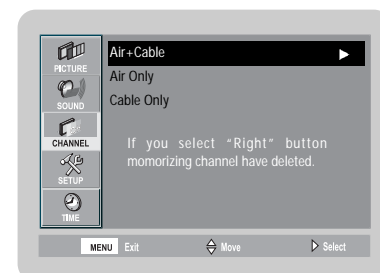 PICTURE
SOUND
CHANNEL
SETUP
TIME
Air+Cable
Air Only
Cable Only
If you select "Right" button
momorizing channel have deleted.
MENU Exit Move Select